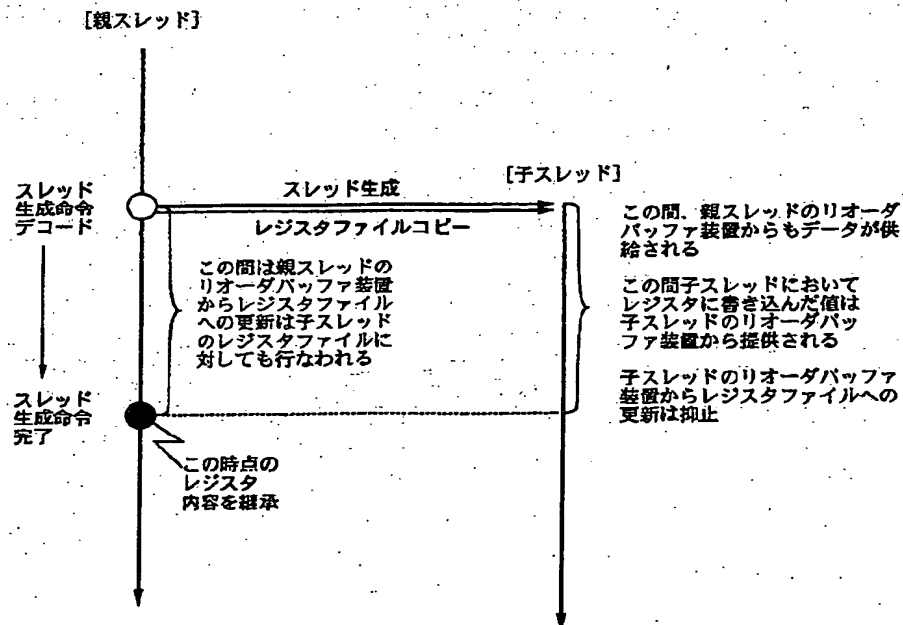 [親スレッド]
スレッド
生成命令
デコード
スレッド生成
レジスタファイルコピー
[子スレッド]
この間は親スレッドの
リオーダバッファ装置
からレジスタファイル
への更新は子スレッド
のレジスタファイルに
対しても行なわれる
この間、親スレッドのリオーダ
バッファ装置からもデータが供
給される
この間子スレッドにおいて
レジスタに書き込んだ値は
子スレッドのリオーダバッ
ファ装置から提供される
子スレッドのリオーダバッファ
装置からレジスタファイルへの
更新は抑止
スレッド
生成命令
完了
この時点の
レジスタ
内容を継承